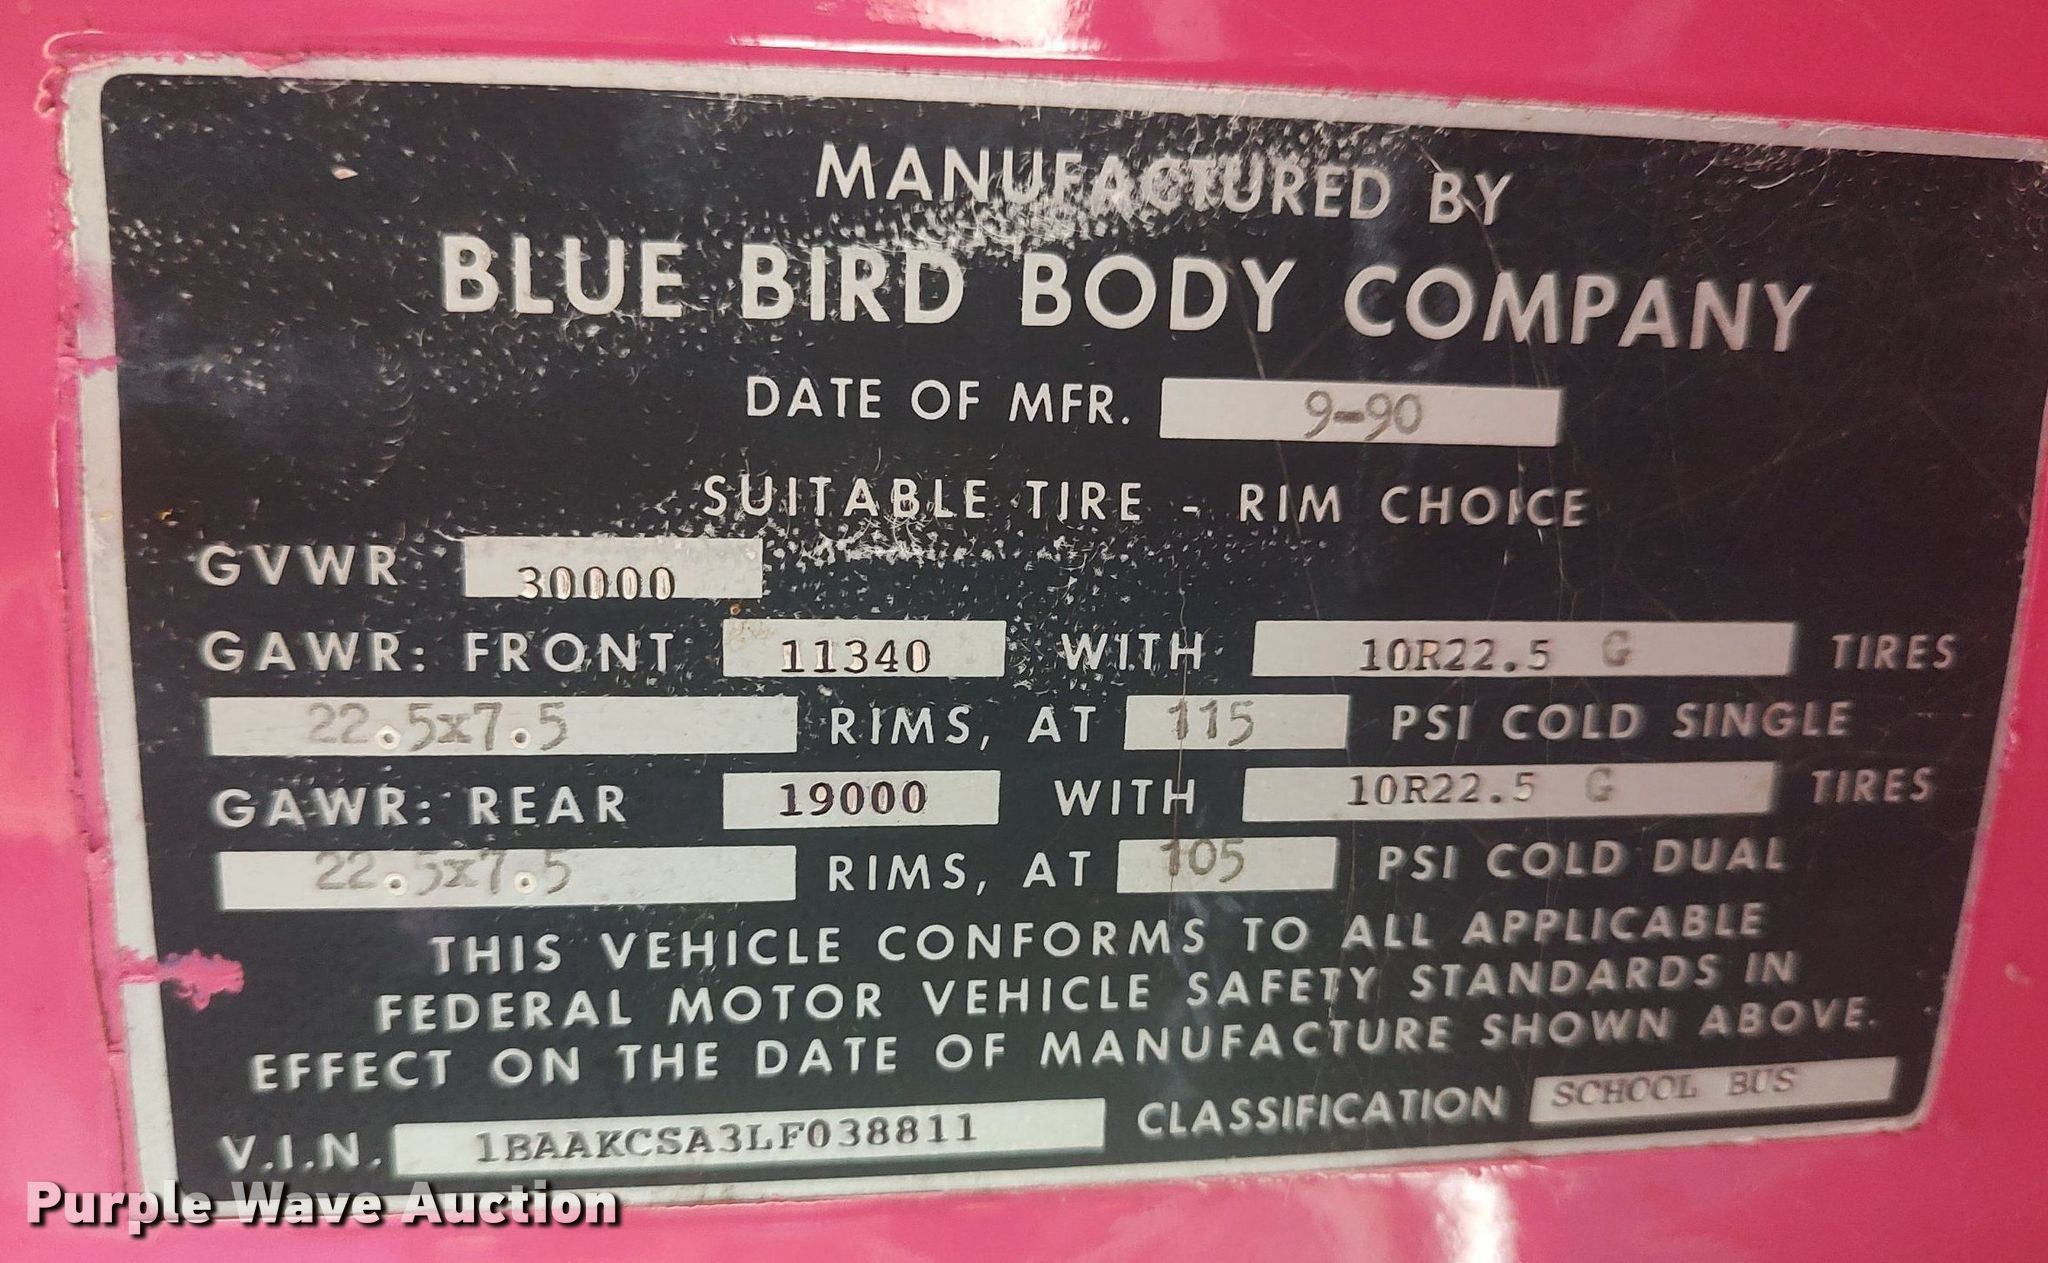 MANUFACTURED BY
BLUE BIRD BODY COMPANY
DATE OF MFR. 9-90
SUITABLE TIRE - RIM CHOICE
GVWR 30000
GAWR: FRONT 11340 WITH 10R22.5 G TIRES
22.5x7.5 RIMS, AT 115 PSI COLD SINGLE
GAWR: REAR 19000 WITH 10R22.5 G TIRES
22.5x7.5 RIMS, AT 105 PSI COLD DUAL
THIS VEHICLE CONFORMS TO ALL APPLICABLE
FEDERAL MOTOR VEHICLE SAFETY STANDARDS IN
EFFECT ON THE DATE OF MANUFACTURE SHOWN ABOVE.
V.I.N. 1BAAKCSA3LF038811 CLASSIFICATION SCHOOL BUS
Purple Wave Auction